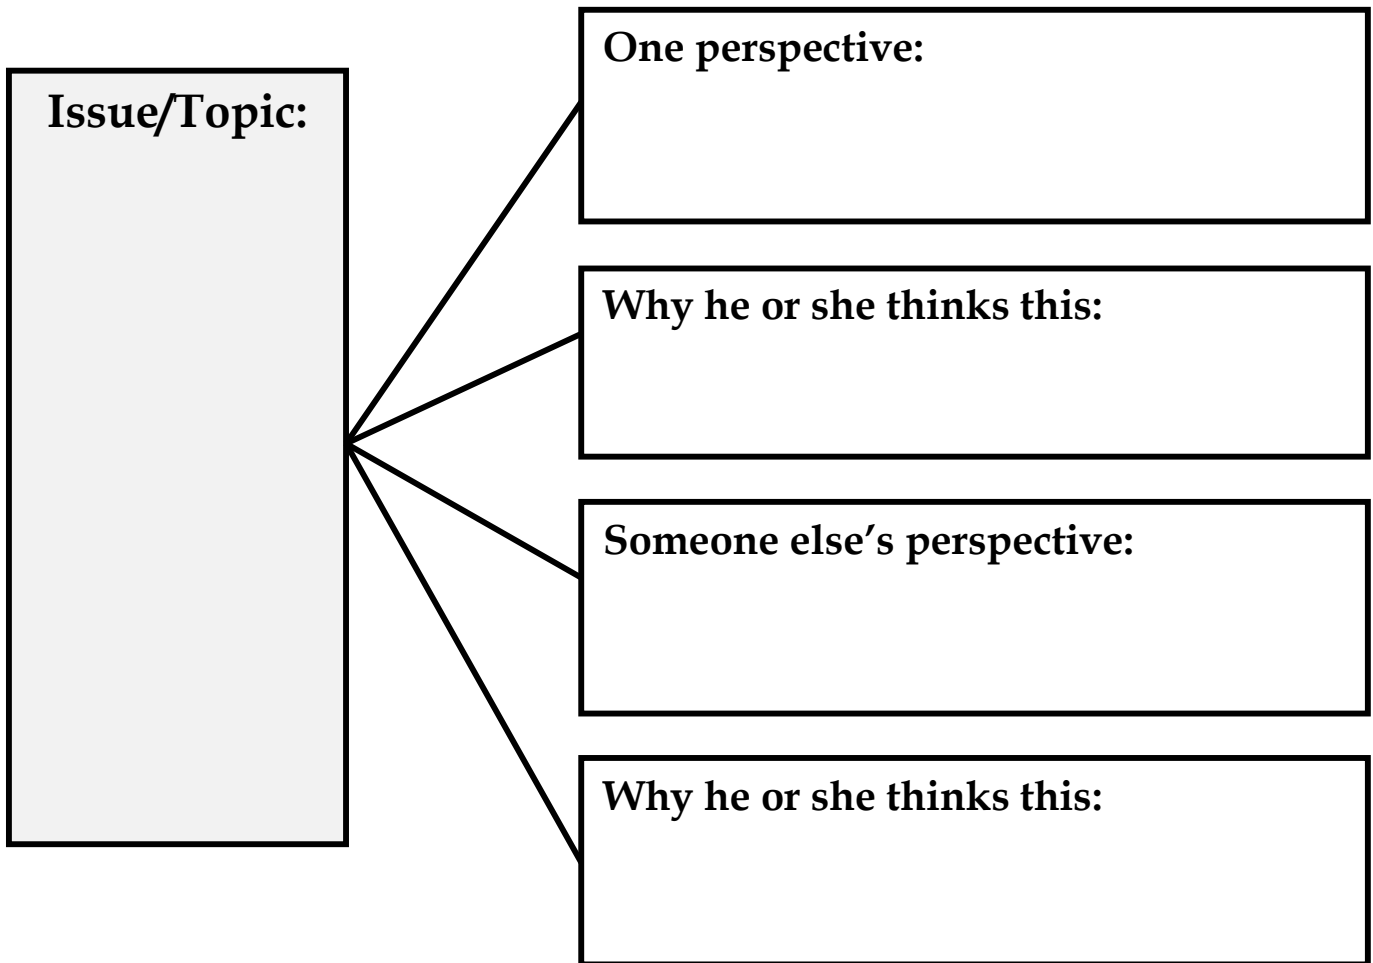 Issue/Topic:
One perspective:
Why he or she thinks this:
Someone else’s perspective:
Why he or she thinks this: